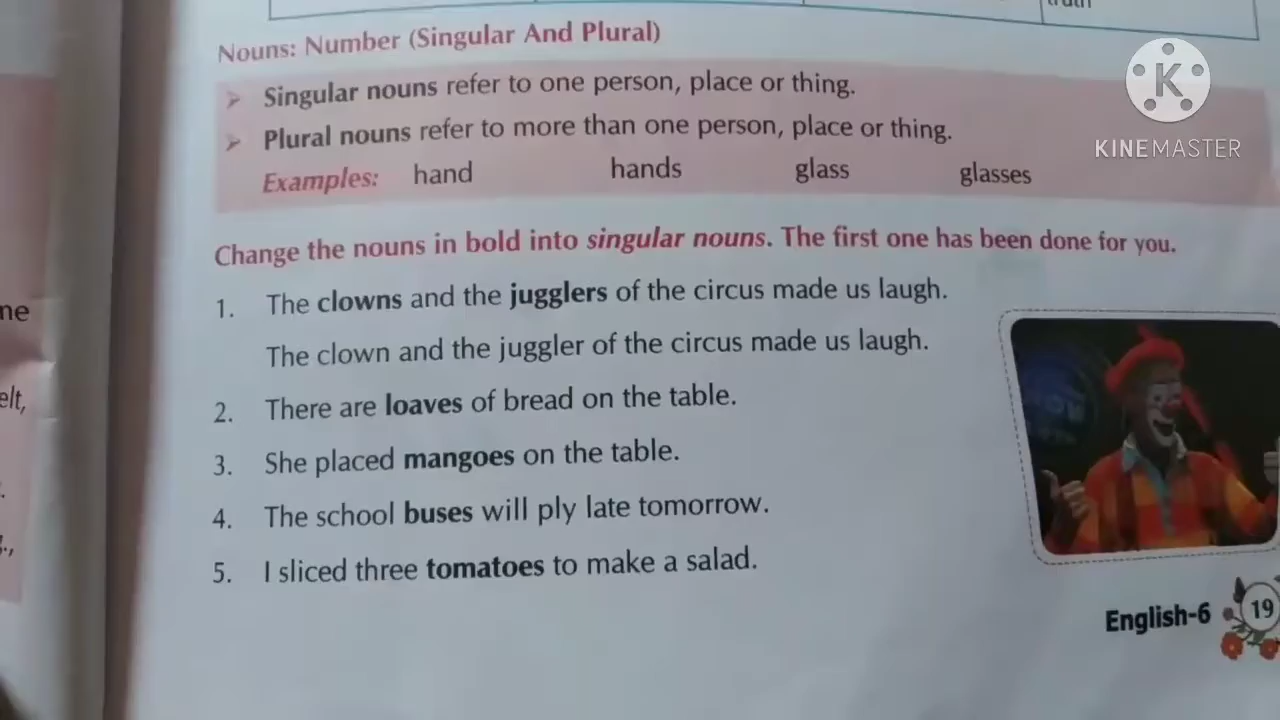 truth
Nouns: Number (Singular And Plural)
Singular nouns refer to one person, place or thing.
Plural nouns refer to more than one person, place or thing.
Examples: hand hands glass glasses
Change the nouns in bold into singular nouns. The first one has been done for you.
1. The clowns and the jugglers of the circus made us laugh.
The clown and the juggler of the circus made us laugh.
2. There are loaves of bread on the table.
3. She placed mangoes on the table.
4. The school buses will ply late tomorrow.
5. I sliced three tomatoes to make a salad.
English-6 19
K
KINEMASTER